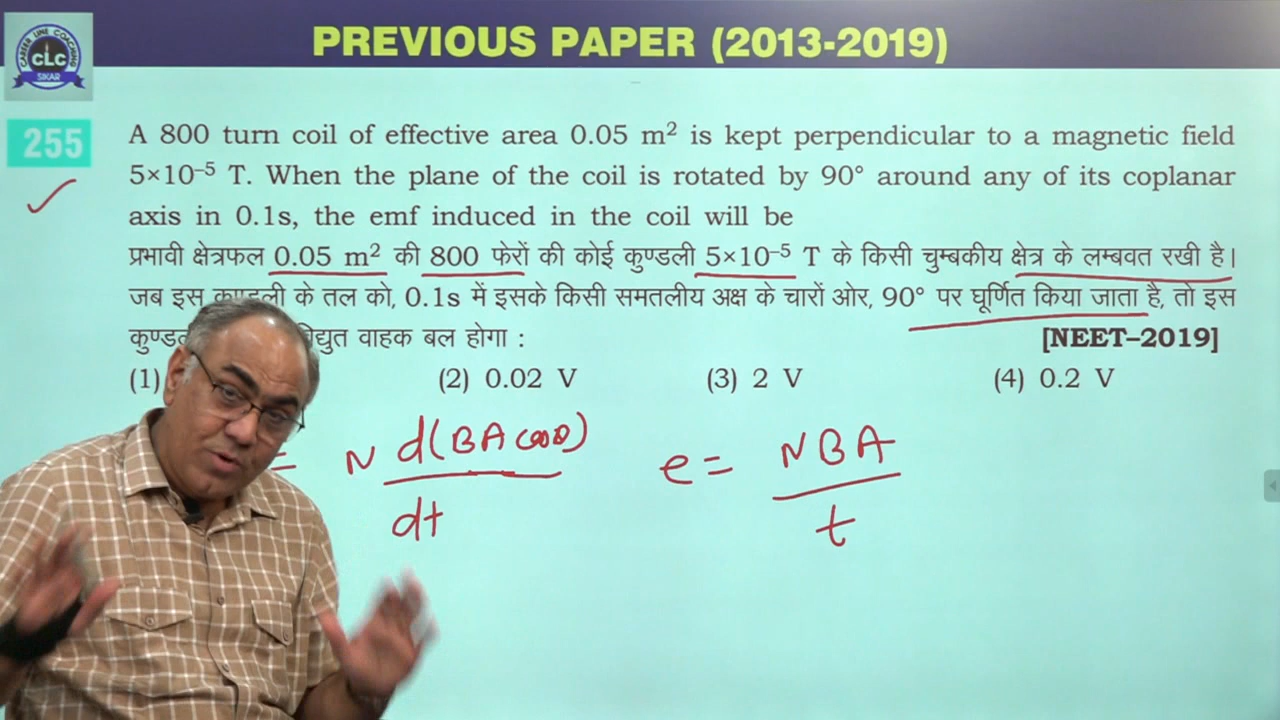 PREVIOUS PAPER (2013-2019)
CAREER LINE COACHING
CLC
SIKAR
255
A 800 turn coil of effective area 0.05 m² is kept perpendicular to a magnetic field
5×10⁻⁵ T. When the plane of the coil is rotated by 90° around any of its coplanar
axis in 0.1s, the emf induced in the coil will be
प्रभावी क्षेत्रफल 0.05 m² की 800 फेरों की कोई कुण्डली 5×10⁻⁵ T के किसी चुम्बकीय क्षेत्र के लम्बवत रखी है।
जब इस कुण्डली के तल को, 0.1s में इसके किसी समतलीय अक्ष के चारों ओर, 90° पर घूर्णित किया जाता है, तो इस
वाहक बल होगा :
[NEET–2019]
(1) (2) 0.02 V (3) 2 V (4) 0.2 V
= N d(BA cosθ) e = NBA
dt t